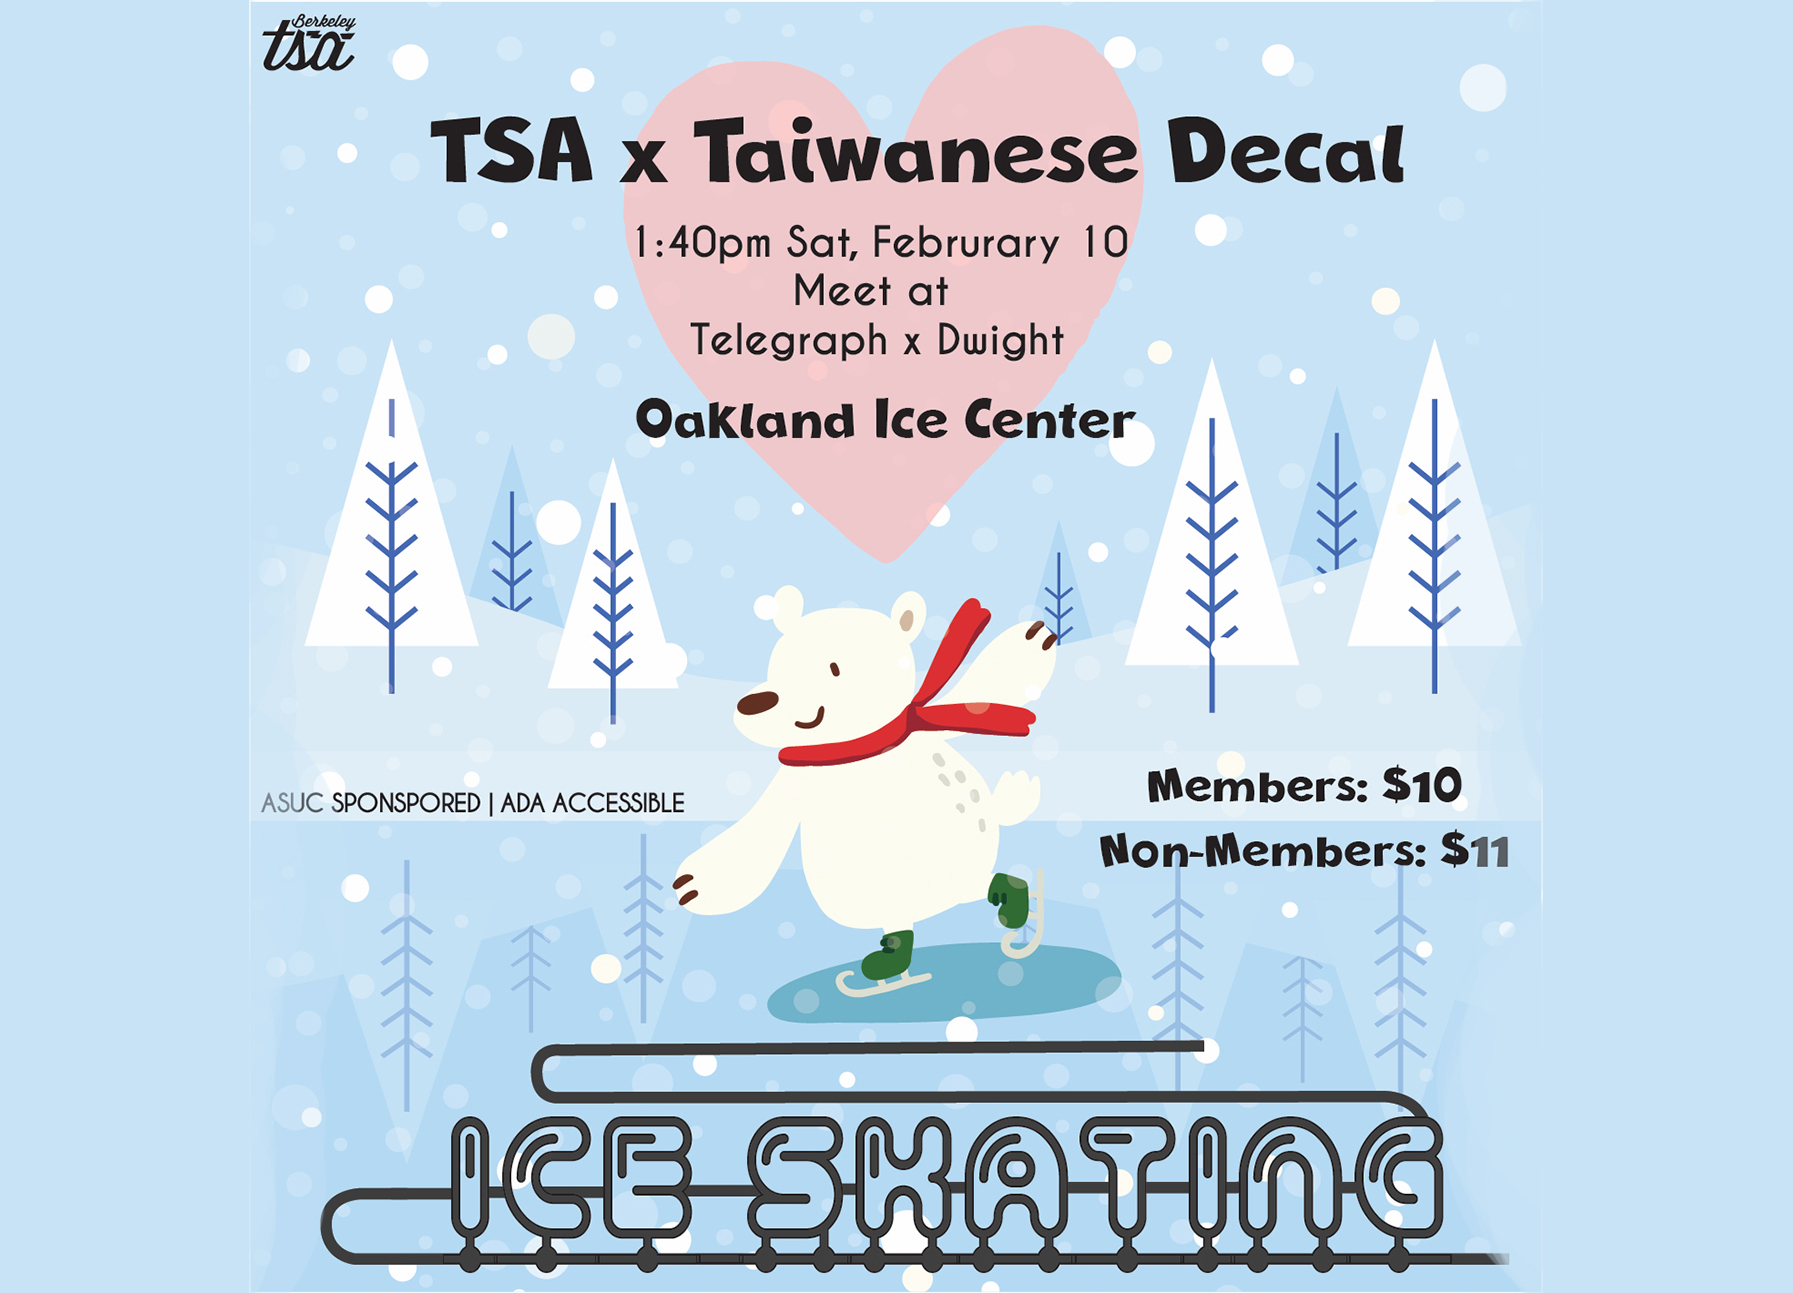 Berkeley
tsa
TSA x Taiwanese Decal
1:40pm Sat, Februrary 10
Meet at
Telegraph x Dwight
Oakland Ice Center
Members: $10
ASUC SPONSPORED | ADA ACCESSIBLE
Non-Members: $11
ICE SKATING